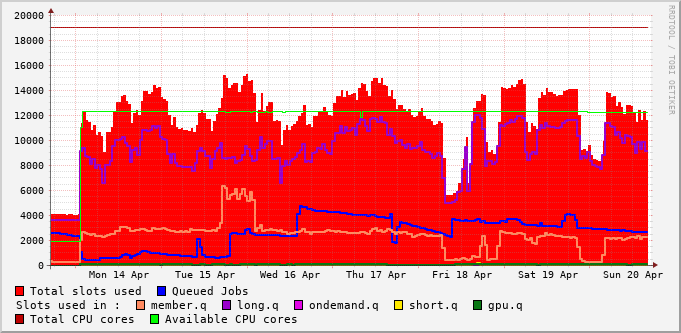 20000
18000
16000
14000
12000
10000
8000
6000
4000
2000
0
Mon 14 Apr Tue 15 Apr Wed 16 Apr Thu 17 Apr Fri 18 Apr Sat 19 Apr Sun 20 Apr
Total slots used Queued Jobs
Slots used in : member.q long.q ondemand.q short.q gpu.q
Total CPU cores Available CPU cores
RRDTOOL / TOBI OETIKER